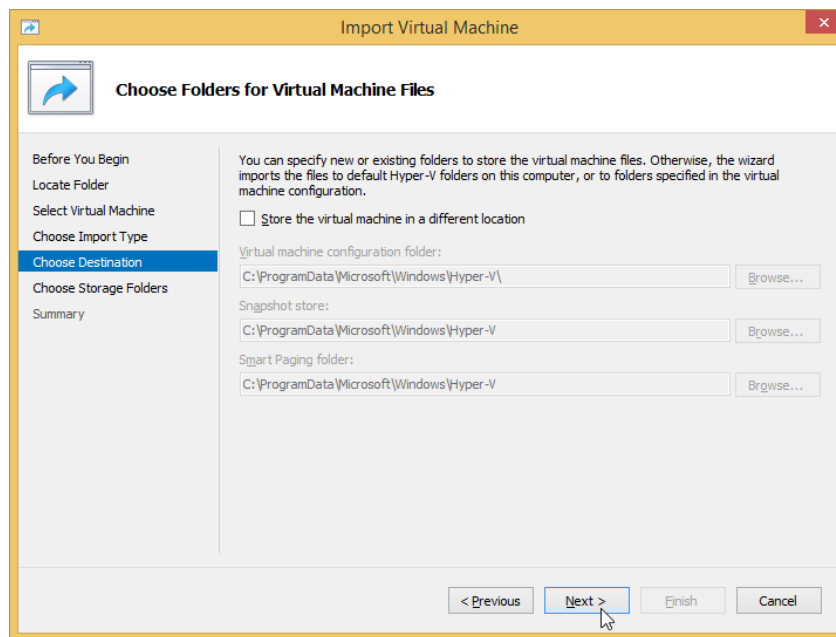 Import Virtual Machine
Choose Folders for Virtual Machine Files
Before You Begin
Locate Folder
Select Virtual Machine
Choose Import Type
Choose Destination
Choose Storage Folders
Summary
You can specify new or existing folders to store the virtual machine files. Otherwise, the wizard
imports the files to default Hyper-V folders on this computer, or to folders specified in the virtual
machine configuration.
Store the virtual machine in a different location
Virtual machine configuration folder:
C:\ProgramData\Microsoft\Windows\Hyper-V\
Browse...
Snapshot store:
C:\ProgramData\Microsoft\Windows\Hyper-V
Browse...
Smart Paging folder:
C:\ProgramData\Microsoft\Windows\Hyper-V
Browse...
< Previous
Next >
Finish
Cancel